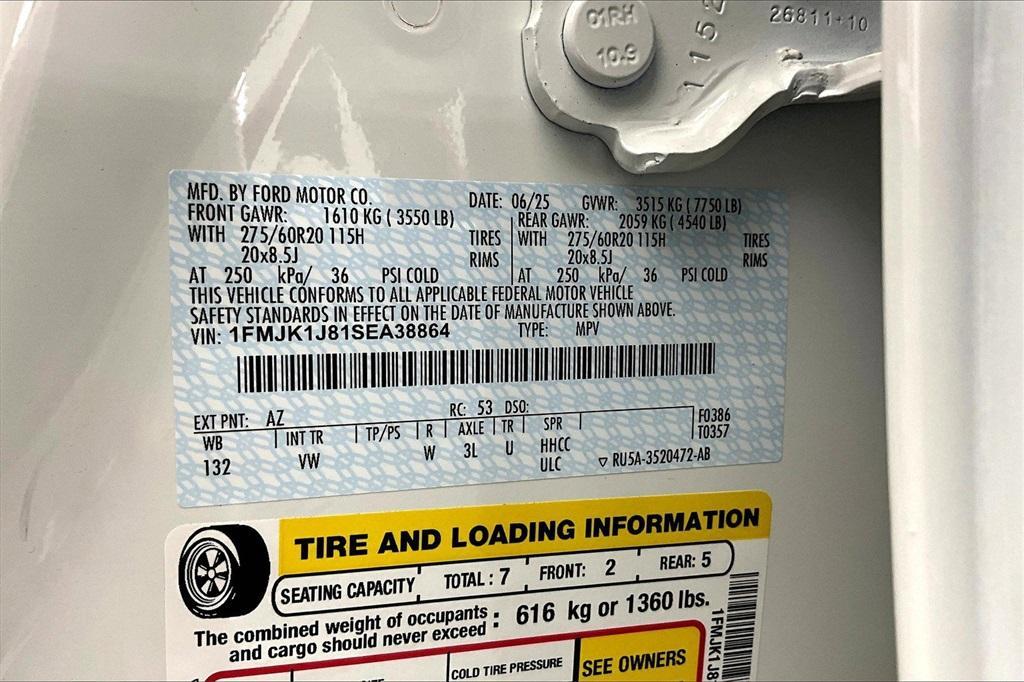 01RH
10.9
1152
26811+10
MFD. BY FORD MOTOR CO.
DATE: 06/25 GVWR: 3515 KG ( 7750 LB)
FRONT GAWR: 1610 KG ( 3550 LB)
REAR GAWR: 2059 KG ( 4540 LB)
WITH 275/60R20 115H TIRES
WITH 275/60R20 115H TIRES
20x8.5J RIMS
20x8.5J RIMS
AT 250 kPa/ 36 PSI COLD
AT 250 kPa/ 36 PSI COLD
THIS VEHICLE CONFORMS TO ALL APPLICABLE FEDERAL MOTOR VEHICLE
SAFETY STANDARDS IN EFFECT ON THE DATE OF MANUFACTURE SHOWN ABOVE.
VIN: 1FMJK1J81SEA38864 TYPE: MPV
EXT PNT: AZ RC: 53 DSO:
WB INT TR TP/PS R AXLE TR SPR F0386
132 VW W 3L U HHCC T0357
ULC RU5A-3520472-AB
TIRE AND LOADING INFORMATION
SEATING CAPACITY TOTAL : 7 FRONT: 2 REAR: 5
The combined weight of occupants
and cargo should never exceed : 616 kg or 1360 lbs.
COLD TIRE PRESSURE
SEE OWNERS
1FMJK1J8